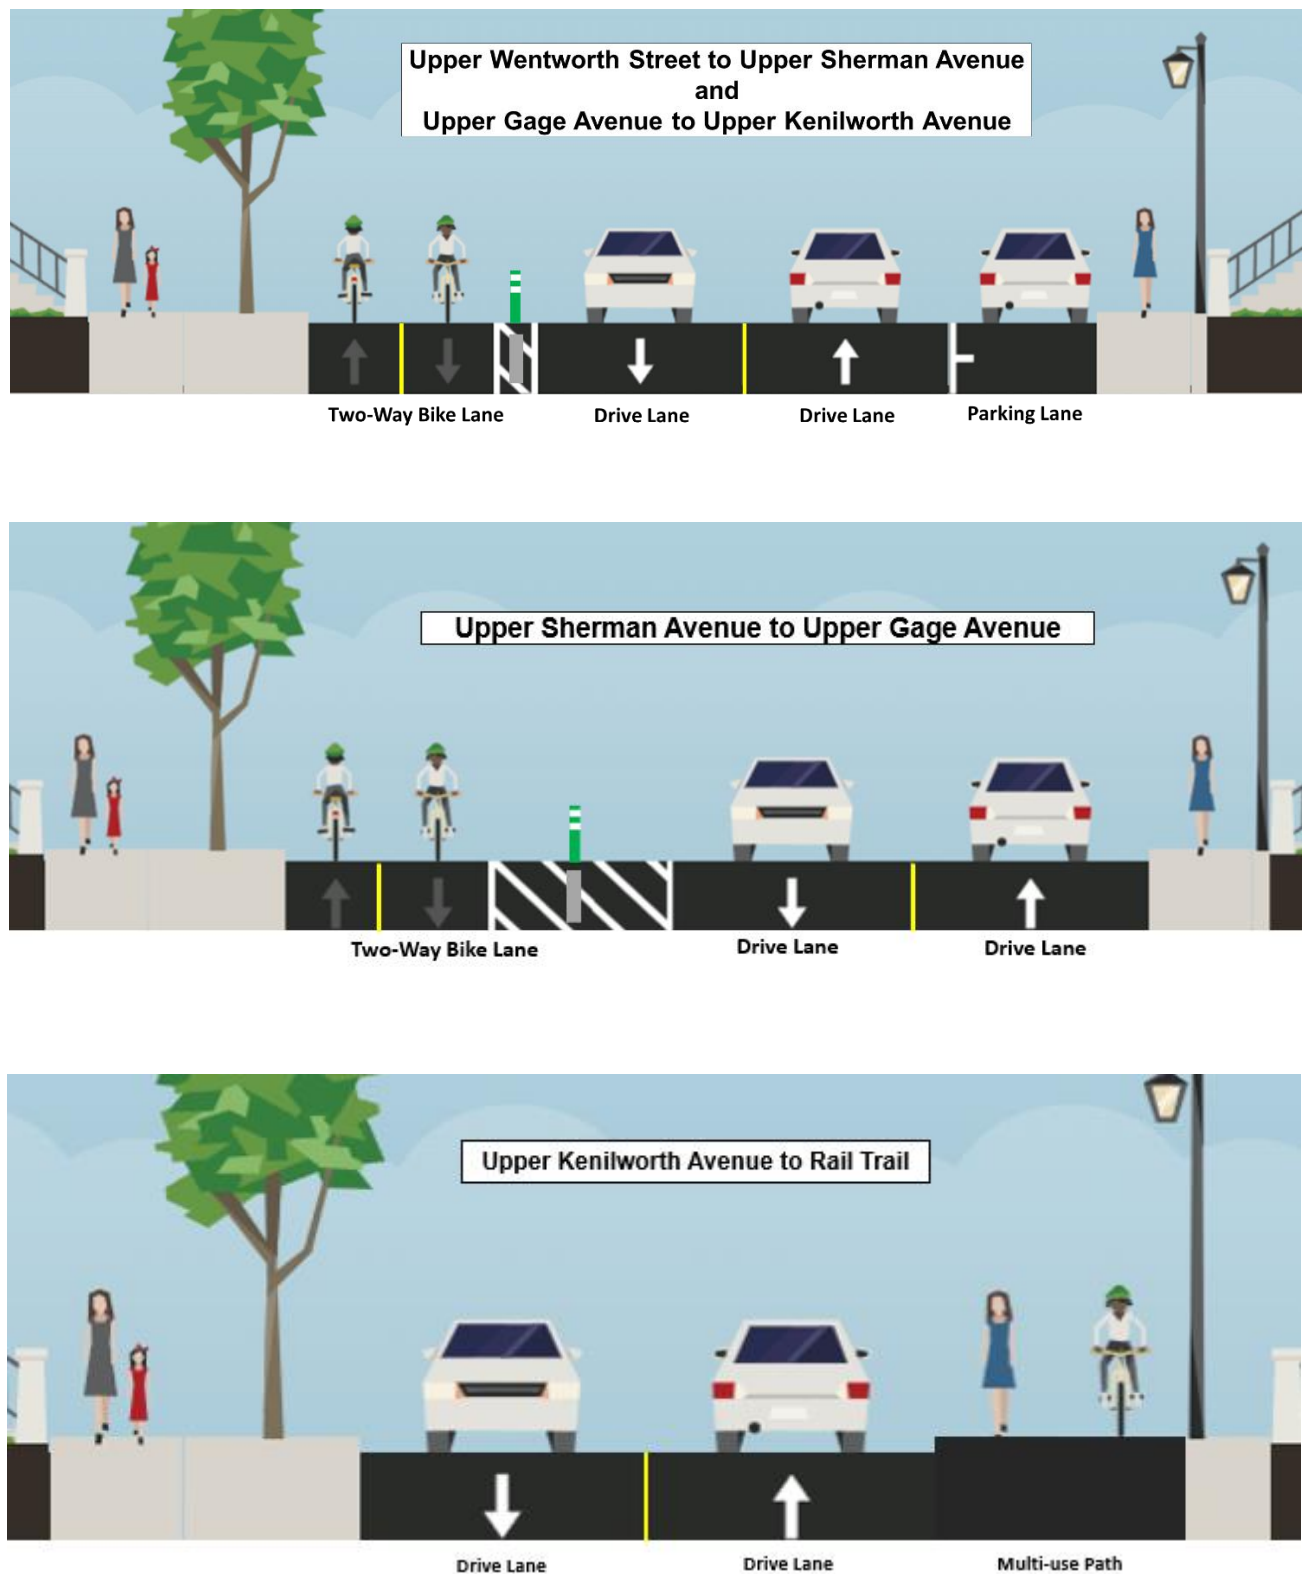 Upper Wentworth Street to Upper Sherman Avenue
and
Upper Gage Avenue to Upper Kenilworth Avenue
Two-Way Bike Lane
Drive Lane
Drive Lane
Parking Lane
Upper Sherman Avenue to Upper Gage Avenue
Two-Way Bike Lane
Drive Lane
Drive Lane
Upper Kenilworth Avenue to Rail Trail
Drive Lane
Drive Lane
Multi-use Path